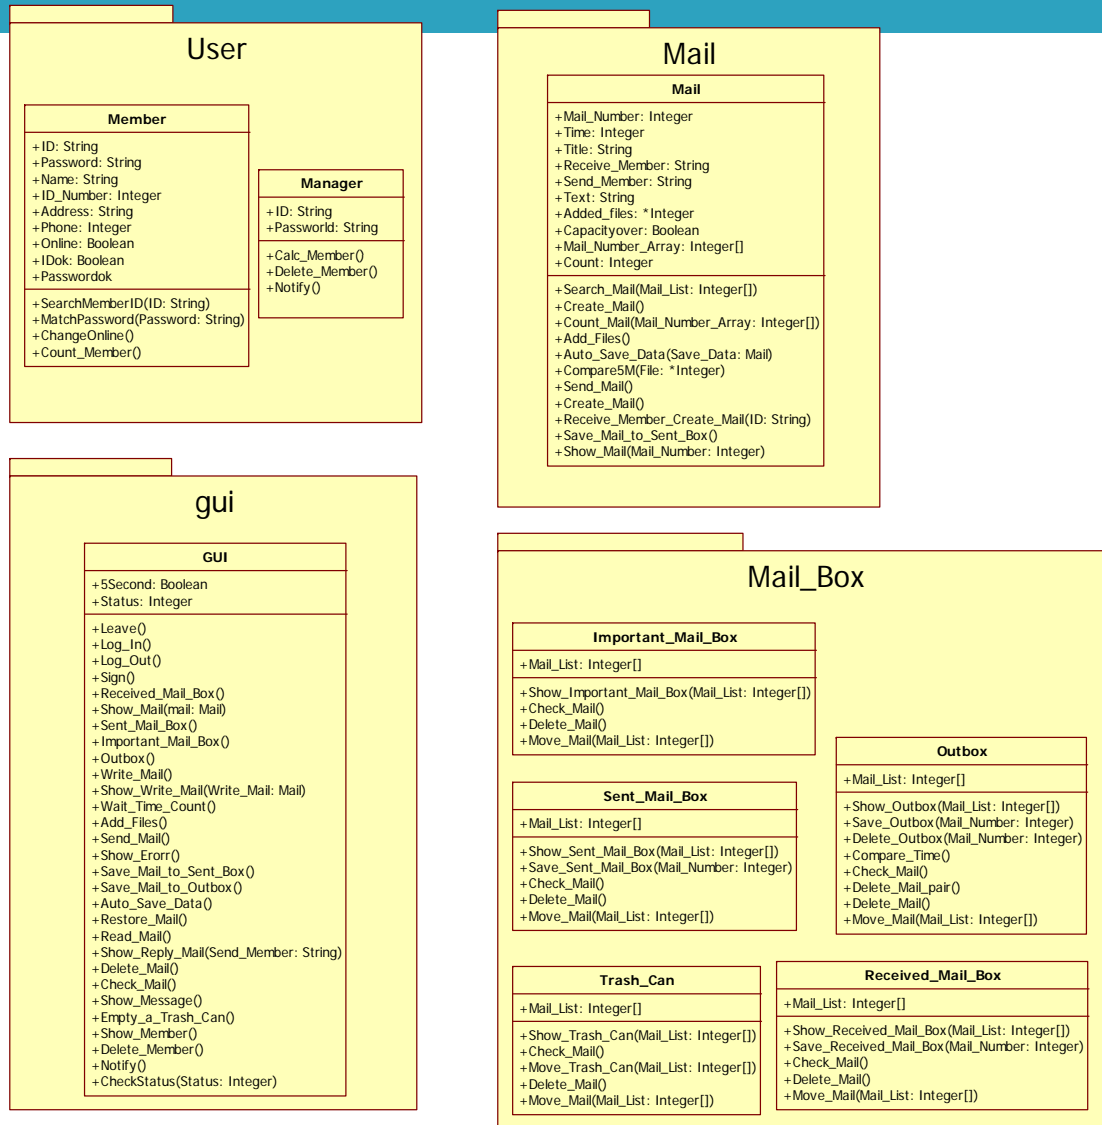 User
Member
+ID: String
+Password: String
+Name: String
+ID_Number: Integer
+Address: String
+Phone: Integer
+Online: Boolean
+IDok: Boolean
+Passwordok
+SearchMemberID(ID: String)
+MatchPassword(Password: String)
+ChangeOnline()
+Count_Member()
Manager
+ID: String
+Passworld: String
+Calc_Member()
+Delete_Member()
+Notify()
Mail
Mail
+Mail_Number: Integer
+Time: Integer
+Title: String
+Receive_Member: String
+Send_Member: String
+Text: String
+Added_files: *Integer
+Capacityover: Boolean
+Mail_Number_Array: Integer[]
+Count: Integer
+Search_Mail(Mail_List: Integer[])
+Create_Mail()
+Count_Mail(Mail_Number_Array: Integer[])
+Add_Files()
+Auto_Save_Data(Save_Data: Mail)
+Compare5M(File: *Integer)
+Send_Mail()
+Create_Mail()
+Receive_Member_Create_Mail(ID: String)
+Save_Mail_to_Sent_Box()
+Show_Mail(Mail_Number: Integer)
gui
GUI
+5Second: Boolean
+Status: Integer
+Leave()
+Log_In()
+Log_Out()
+Sign()
+Received_Mail_Box()
+Show_Mail(mail: Mail)
+Sent_Mail_Box()
+Important_Mail_Box()
+Outbox()
+Write_Mail()
+Show_Write_Mail(Write_Mail: Mail)
+Wait_Time_Count()
+Add_Files()
+Send_Mail()
+Show_Erorr()
+Save_Mail_to_Sent_Box()
+Save_Mail_to_Outbox()
+Auto_Save_Data()
+Restore_Mail()
+Read_Mail()
+Show_Reply_Mail(Send_Member: String)
+Delete_Mail()
+Check_Mail()
+Show_Message()
+Empty_a_Trash_Can()
+Show_Member()
+Delete_Member()
+Notify()
+CheckStatus(Status: Integer)
Mail_Box
Important_Mail_Box
+Mail_List: Integer[]
+Show_Important_Mail_Box(Mail_List: Integer[])
+Check_Mail()
+Delete_Mail()
+Move_Mail(Mail_List: Integer[])
Sent_Mail_Box
+Mail_List: Integer[]
+Show_Sent_Mail_Box(Mail_List: Integer[])
+Save_Sent_Mail_Box(Mail_Number: Integer)
+Check_Mail()
+Delete_Mail()
+Move_Mail(Mail_List: Integer[])
Outbox
+Mail_List: Integer[]
+Show_Outbox(Mail_List: Integer[])
+Save_Outbox(Mail_Number: Integer)
+Delete_Outbox(Mail_Number: Integer)
+Compare_Time()
+Check_Mail()
+Delete_Mail_pair()
+Delete_Mail()
+Move_Mail(Mail_List: Integer[])
Trash_Can
+Mail_List: Integer[]
+Show_Trash_Can(Mail_List: Integer[])
+Check_Mail()
+Move_Trash_Can(Mail_List: Integer[])
+Delete_Mail()
+Move_Mail(Mail_List: Integer[])
Received_Mail_Box
+Mail_List: Integer[]
+Show_Received_Mail_Box(Mail_List: Integer[])
+Save_Received_Mail_Box(Mail_Number: Integer)
+Check_Mail()
+Delete_Mail()
+Move_Mail(Mail_List: Integer[])